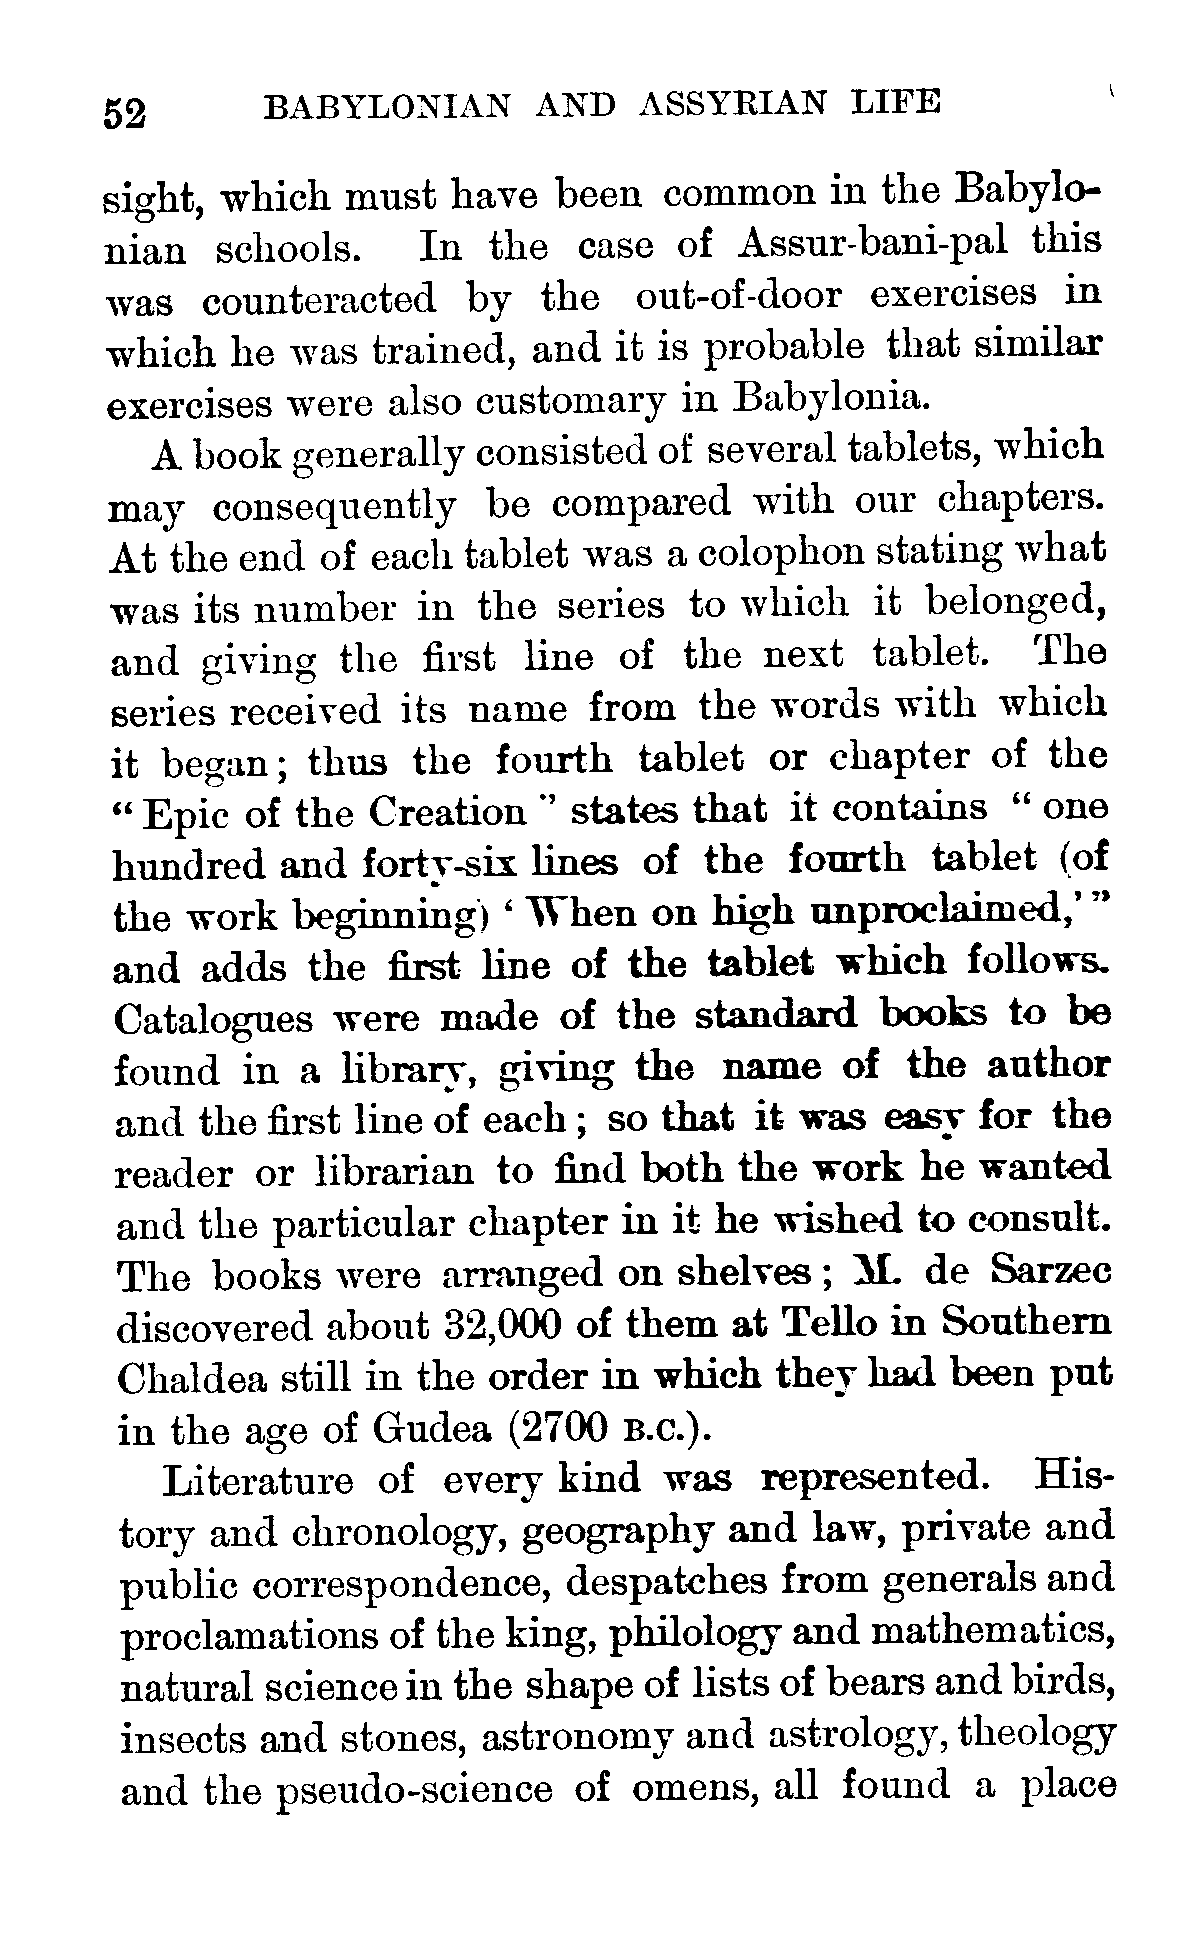 52 BABYLONIAN AND ASSYRIAN LIFE
sight, which must have been common in the Babylo-
nian schools. In the case of Assur-bani-pal this
was counteracted by the out-of-door exercises in
which he was trained, and it is probable that similar
exercises were also customary in Babylonia.
A book generally consisted of several tablets, which
may consequently be compared with our chapters.
At the end of each tablet was a colophon stating what
was its number in the series to which it belonged,
and giving the first line of the next tablet. The
series received its name from the words with which
it began; thus the fourth tablet or chapter of the
“Epic of the Creation” states that it contains “one
hundred and forty-six lines of the fourth tablet (of
the work beginning) ‘When on high unproclaimed,’”
and adds the first line of the tablet which follows.
Catalogues were made of the standard books to be
found in a library, giving the name of the author
and the first line of each; so that it was easy for the
reader or librarian to find both the work he wanted
and the particular chapter in it he wished to consult.
The books were arranged on shelves; M. de Sarzec
discovered about 32,000 of them at Tello in Southern
Chaldea still in the order in which they had been put
in the age of Gudea (2700 B.C.).
Literature of every kind was represented. His-
tory and chronology, geography and law, private and
public correspondence, despatches from generals and
proclamations of the king, philology and mathematics,
natural science in the shape of lists of bears and birds,
insects and stones, astronomy and astrology, theology
and the pseudo-science of omens, all found a place